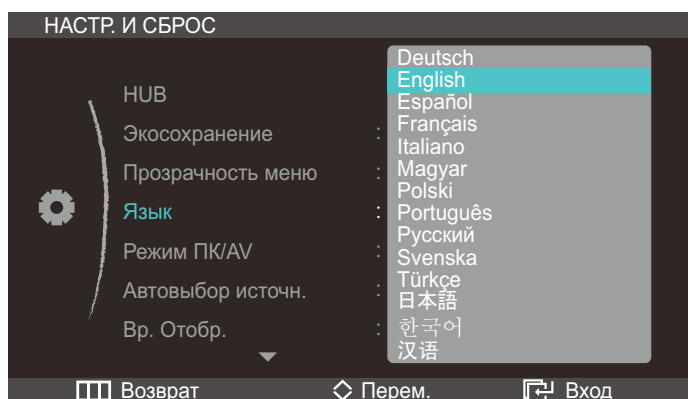 НАСТР. И СБРОС
HUB
Экосохранение :
Прозрачность меню :
Язык :
Режим ПК/AV :
Автовыбор источн. :
Вр. Отобр. :
Deutsch
English
Español
Français
Italiano
Magyar
Polski
Português
Русский
Svenska
Türkçe
日本語
한국어
汉语
Возврат
Перем.
Вход